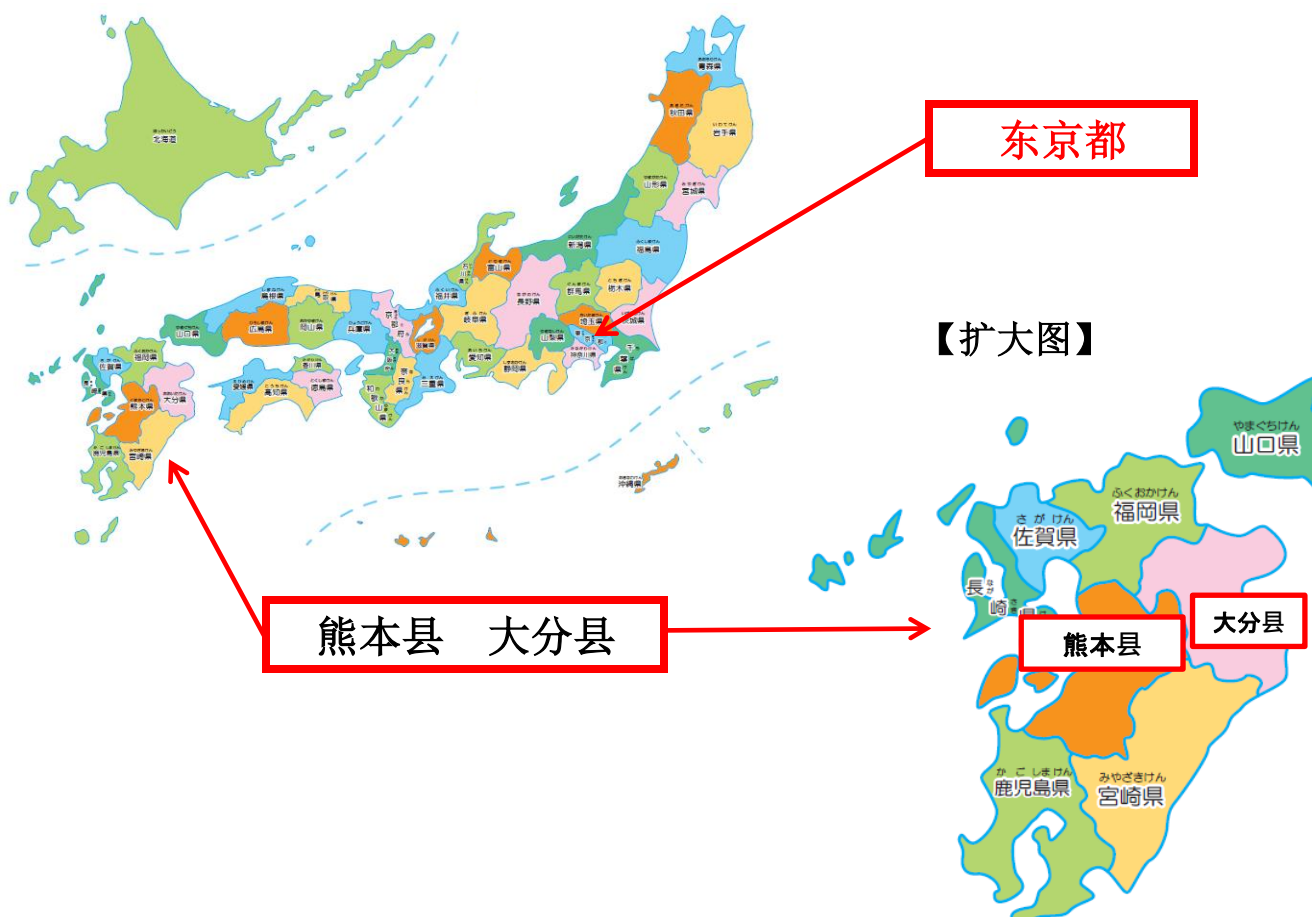 北海道
青森県
秋田県
岩手県
山形県
宮城県
新潟県
福島県
石川県
富山県
群馬県
栃木県
福井県
長野県
岐阜県
埼玉県
茨城県
山梨県
東京都
神奈川県
千葉県
愛知県
静岡県
島根県
鳥取県
山口県
広島県
岡山県
兵庫県
京都府
滋賀県
大阪府
奈良県
三重県
和歌山県
香川県
愛媛県
高知県
徳島県
福岡県
佐賀県
長崎県
熊本県
大分県
鹿児島県
宮崎県
沖縄県
东京都
熊本县 大分县
【扩大图】
やまぐちけん
山口県
ふくおかけん
福岡県
さがけん
佐賀県
ながさき
長崎県
熊本县
大分县
かごしまけん
鹿児島県
みやざきけん
宮崎県